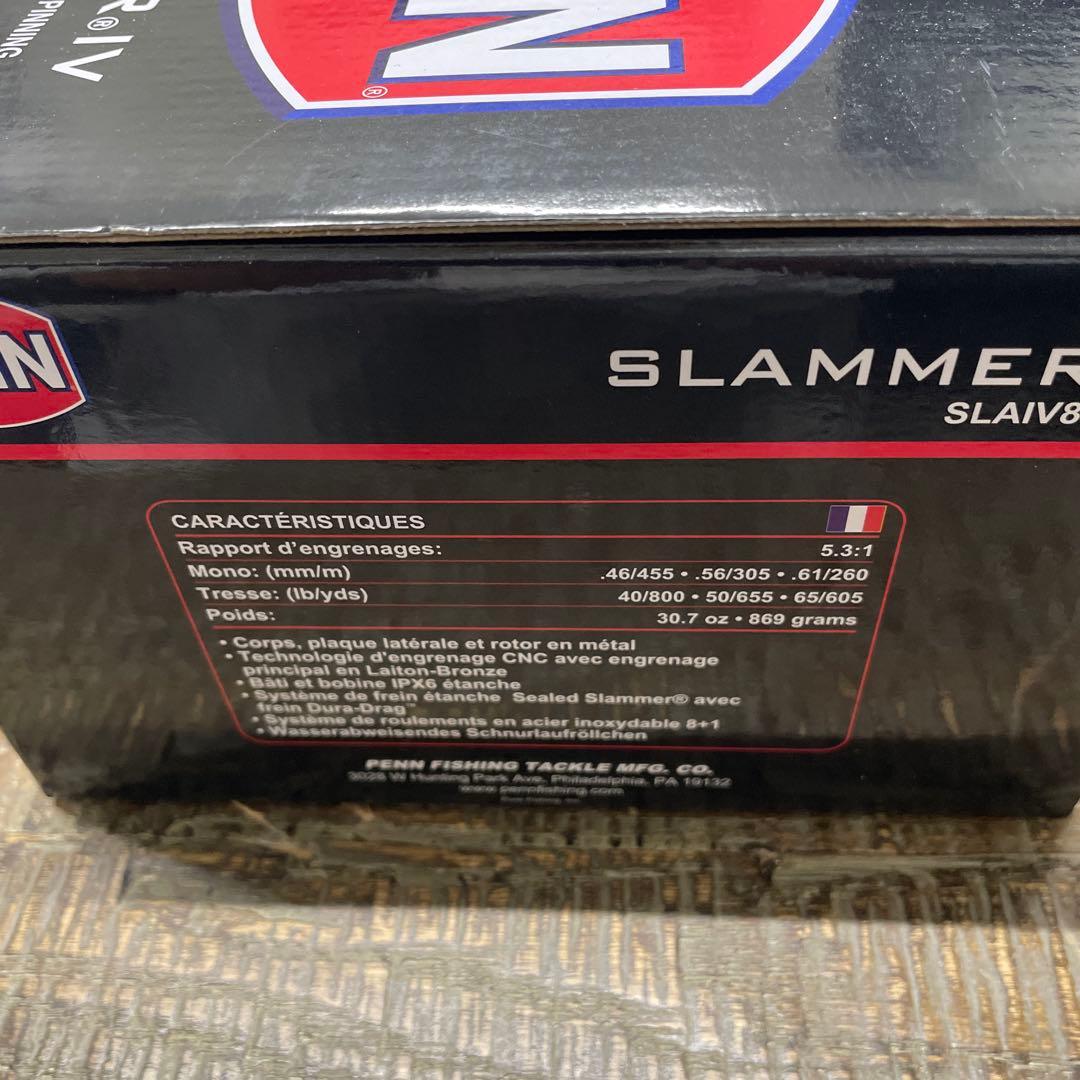 R®IV
SPINNING
N®
NN
SLAMMER
SLAIV8
CARACTÉRISTIQUES
Rapport d'engrenages: 5.3:1
Mono: (mm/m) .46/455 • .56/305 • .61/260
Tresse: (lb/yds) 40/800 • 50/655 • 65/605
Poids: 30.7 oz • 869 grams
• Corps, plaque latérale et rotor en métal
• Technologie d'engrenage CNC avec engrenage
principal en Laiton-Bronze
• Bâti et bobine IPX6 étanche
• Système de frein étanche Sealed Slammer® avec
frein Dura-Drag™
• Système de roulements en acier inoxydable 8+1
• Wasserabweisendes Schnurlaufröllchen
PENN FISHING TACKLE MFG. CO.
3028 W Hunting Park Ave. Philadelphia, PA 19132
www.pennfishing.com